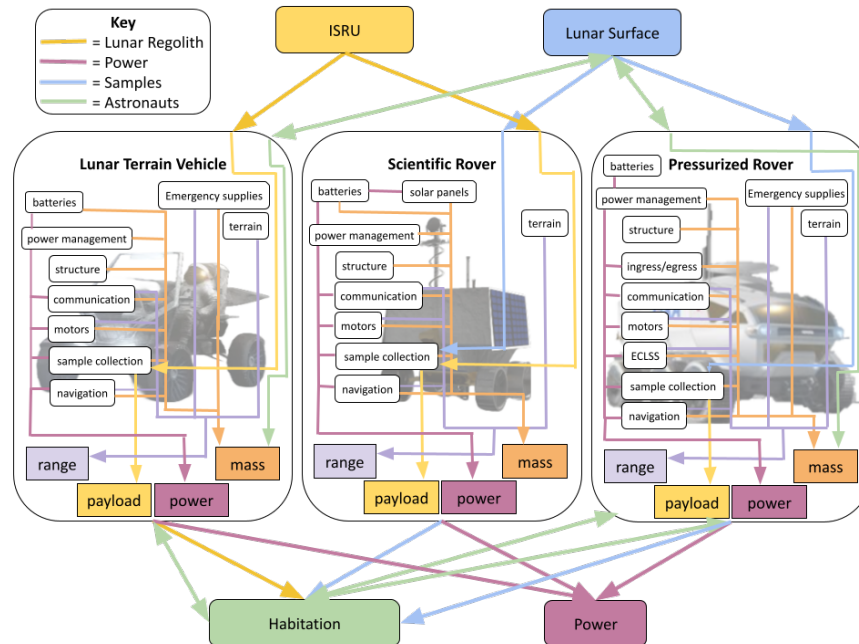 Key
= Lunar Regolith
= Power
= Samples
= Astronauts
ISRU
Lunar Surface
Lunar Terrain Vehicle
batteries
Emergency supplies
terrain
power management
structure
communication
motors
sample collection
navigation
range
mass
payload
power
Scientific Rover
batteries
solar panels
terrain
power management
structure
communication
motors
sample collection
navigation
range
mass
payload
power
Pressurized Rover
batteries
power management
Emergency supplies
structure
terrain
ingress/egress
communication
motors
ECLSS
sample collection
navigation
range
mass
payload
power
Habitation
Power